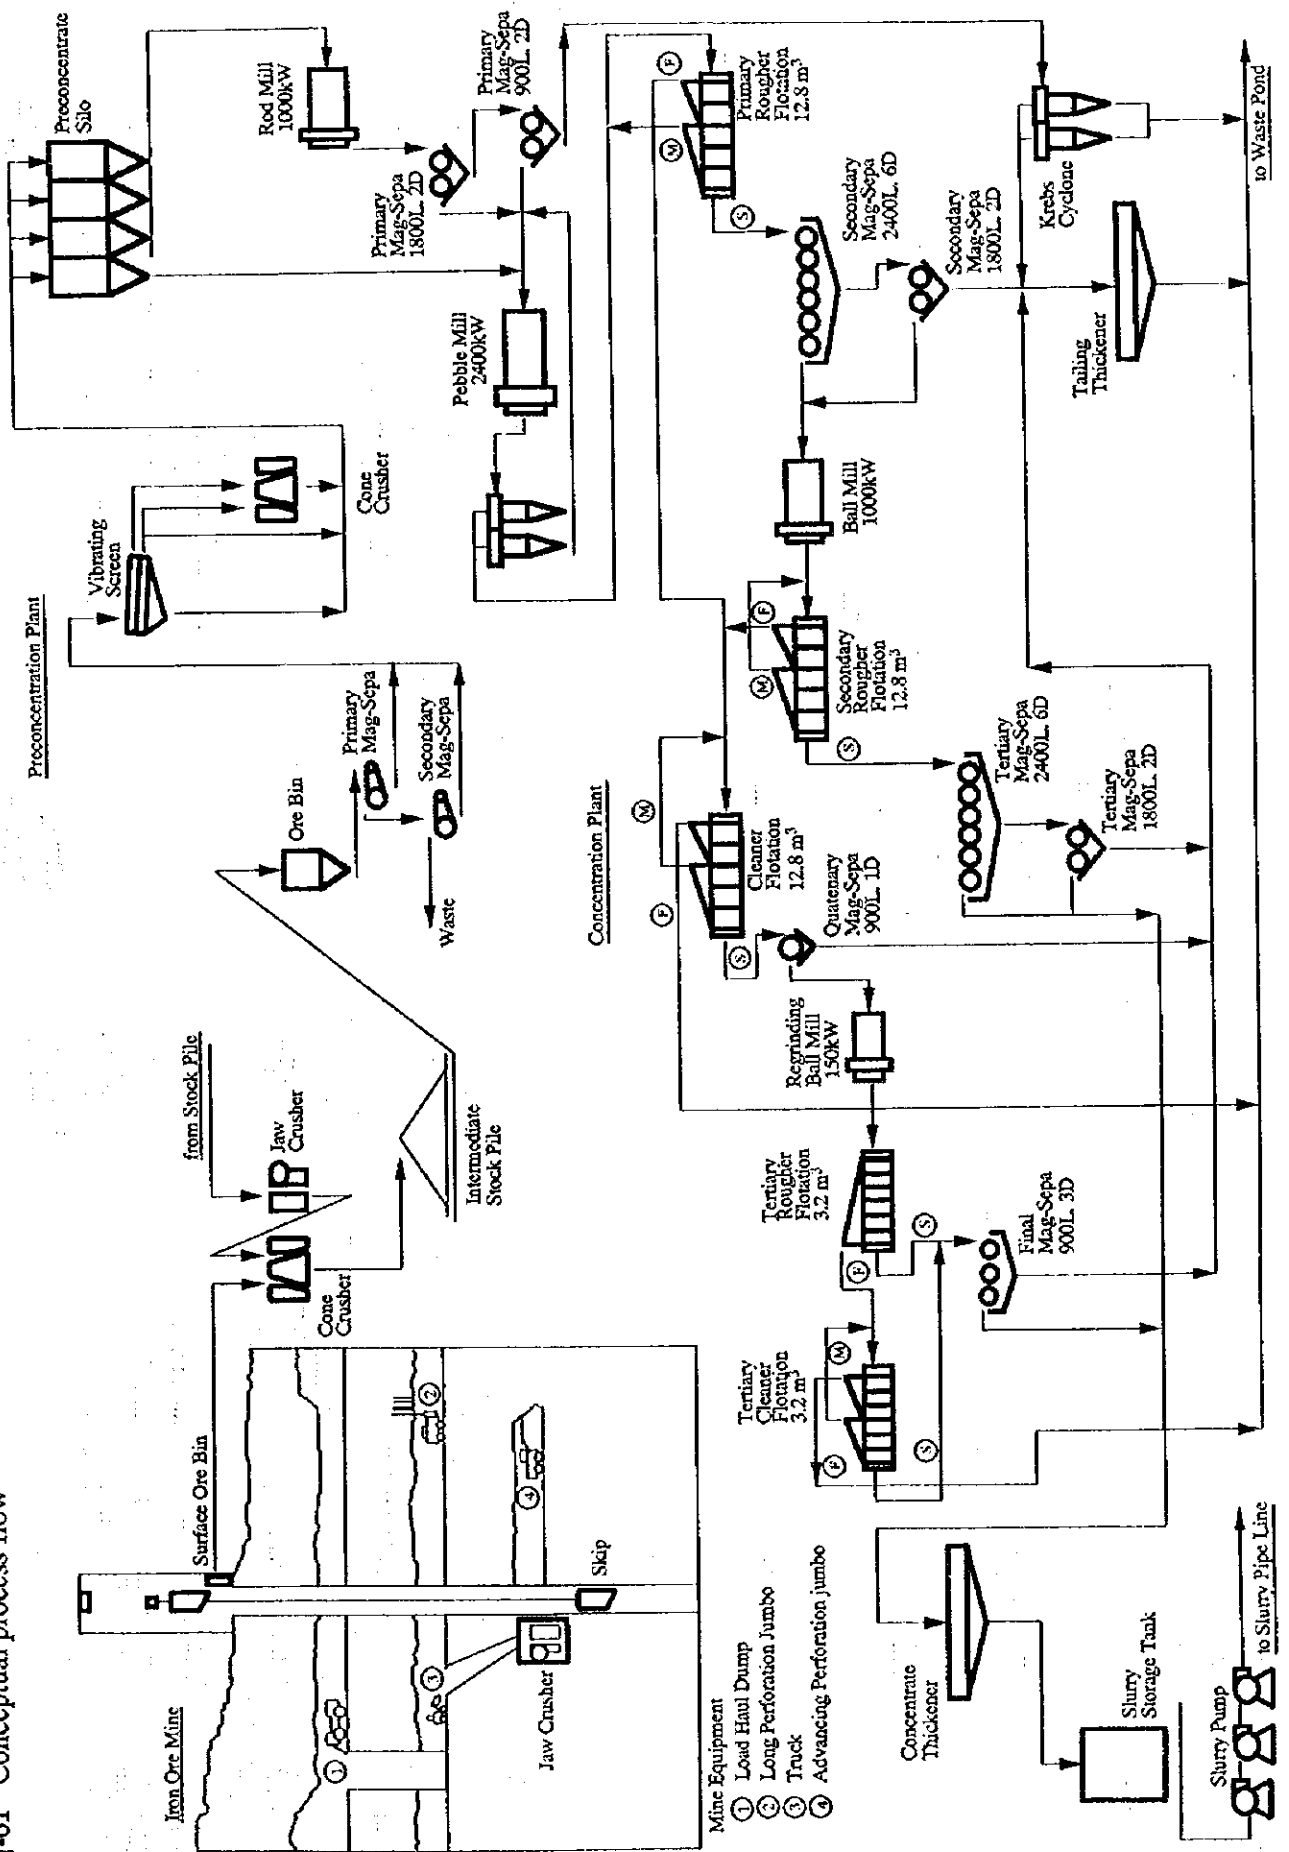 Conceptual process flow
Iron Ore Mine
Surface Ore Bin
Cone
Crusher
from Stock Pile
Jaw
Crusher
Intermediate
Stock Pile
①
②
③
④
Jaw Crusher
Skip
Mine Equipment
① Load Haul Dump
② Long Perforation Jumbo
③ Truck
④ Advancing Perforation jumbo
Preconcentration Plant
Ore Bin
Primary
Mag-Sepa
Secondary
Mag-Sepa
Waste
Vibrating
Screen
Cone
Crusher
Preconcentrate
Silo
Rod Mill
1000kW
Primary
Mag-Sepa
1800L. 2D
Primary
Mag-Sepa
900L. 2D
Pebble Mill
2400kW
Concentration Plant
F
M
S
Primary
Rougher
Flotation
12.8 m³
Secondary
Mag-Sepa
2400L. 6D
Secondary
Mag-Sepa
1800L. 2D
Ball Mill
1000kW
F
M
S
Secondary
Rougher
Flotation
12.8 m³
M
F
S
Cleaner
Flotation
12.8 m³
Quatenary
Mag-Sepa
900L. 1D
Tertiary
Mag-Sepa
2400L. 6D
Tertiary
Mag-Sepa
1800L. 2D
Regrinding
Ball Mill
150kW
Tertiary
Rougher
Flotation
3.2 m³
F
S
Final
Mag-Sepa
900L. 3D
Tertiary
Cleaner
Flotation
3.2 m³
M
F
S
Krebs
Cyclone
Tailing
Thickener
to Waste Pond
Concentrate
Thickener
Slurry
Storage Tank
Slurry Pump
to Slurry Pipe Line